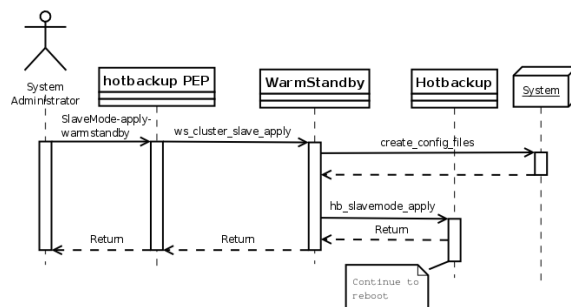 System
Administrator
hotbackup PEP
WarmStandby
Hotbackup
System
SlaveMode-apply-
warmstandby
ws_cluster_slave_apply
create_config_files
hb_slavemode_apply
Return
Return
Return
Continue to
reboot